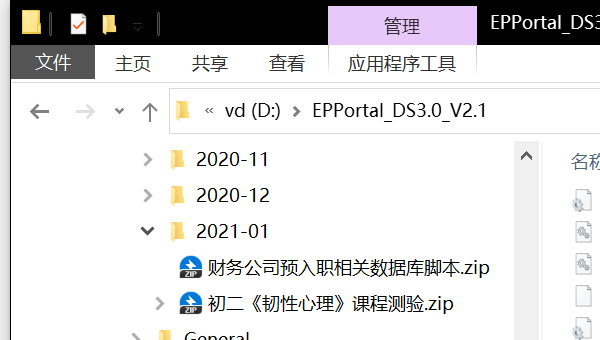 管理
EPPortal_DS3
文件 主页 共享 查看 应用程序工具
« vd (D:) > EPPortal_DS3.0_V2.1
名称
2020-11
2020-12
2021-01
财务公司预入职相关数据库脚本.zip
初二《韧性心理》课程测验.zip
General